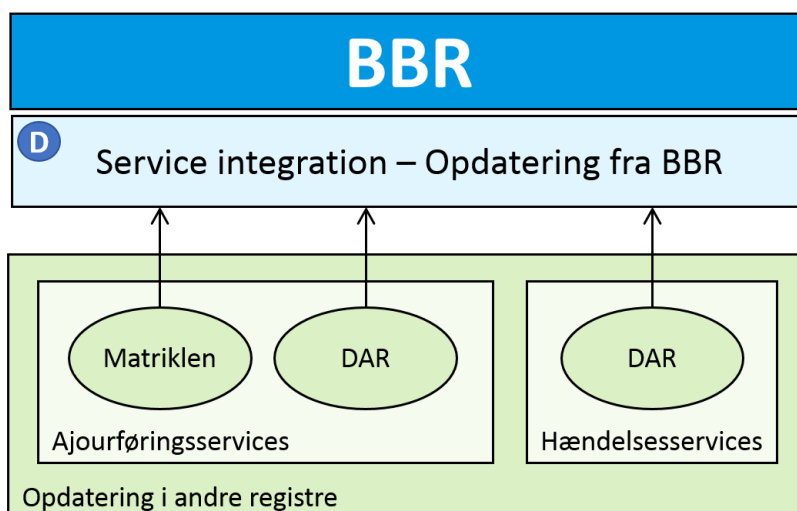 BBR
D
Service integration – Opdatering fra BBR
Matriklen
DAR
DAR
Ajourføringsservices
Hændelsesservices
Opdatering i andre registre